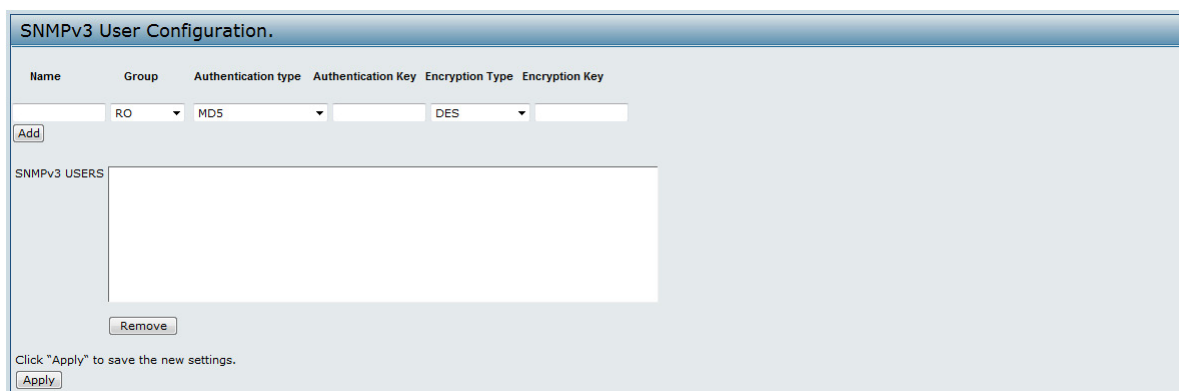 SNMPv3 User Configuration.
Name Group Authentication type Authentication Key Encryption Type Encryption Key
RO MD5 DES
Add
SNMPv3 USERS
Remove
Click "Apply" to save the new settings.
Apply